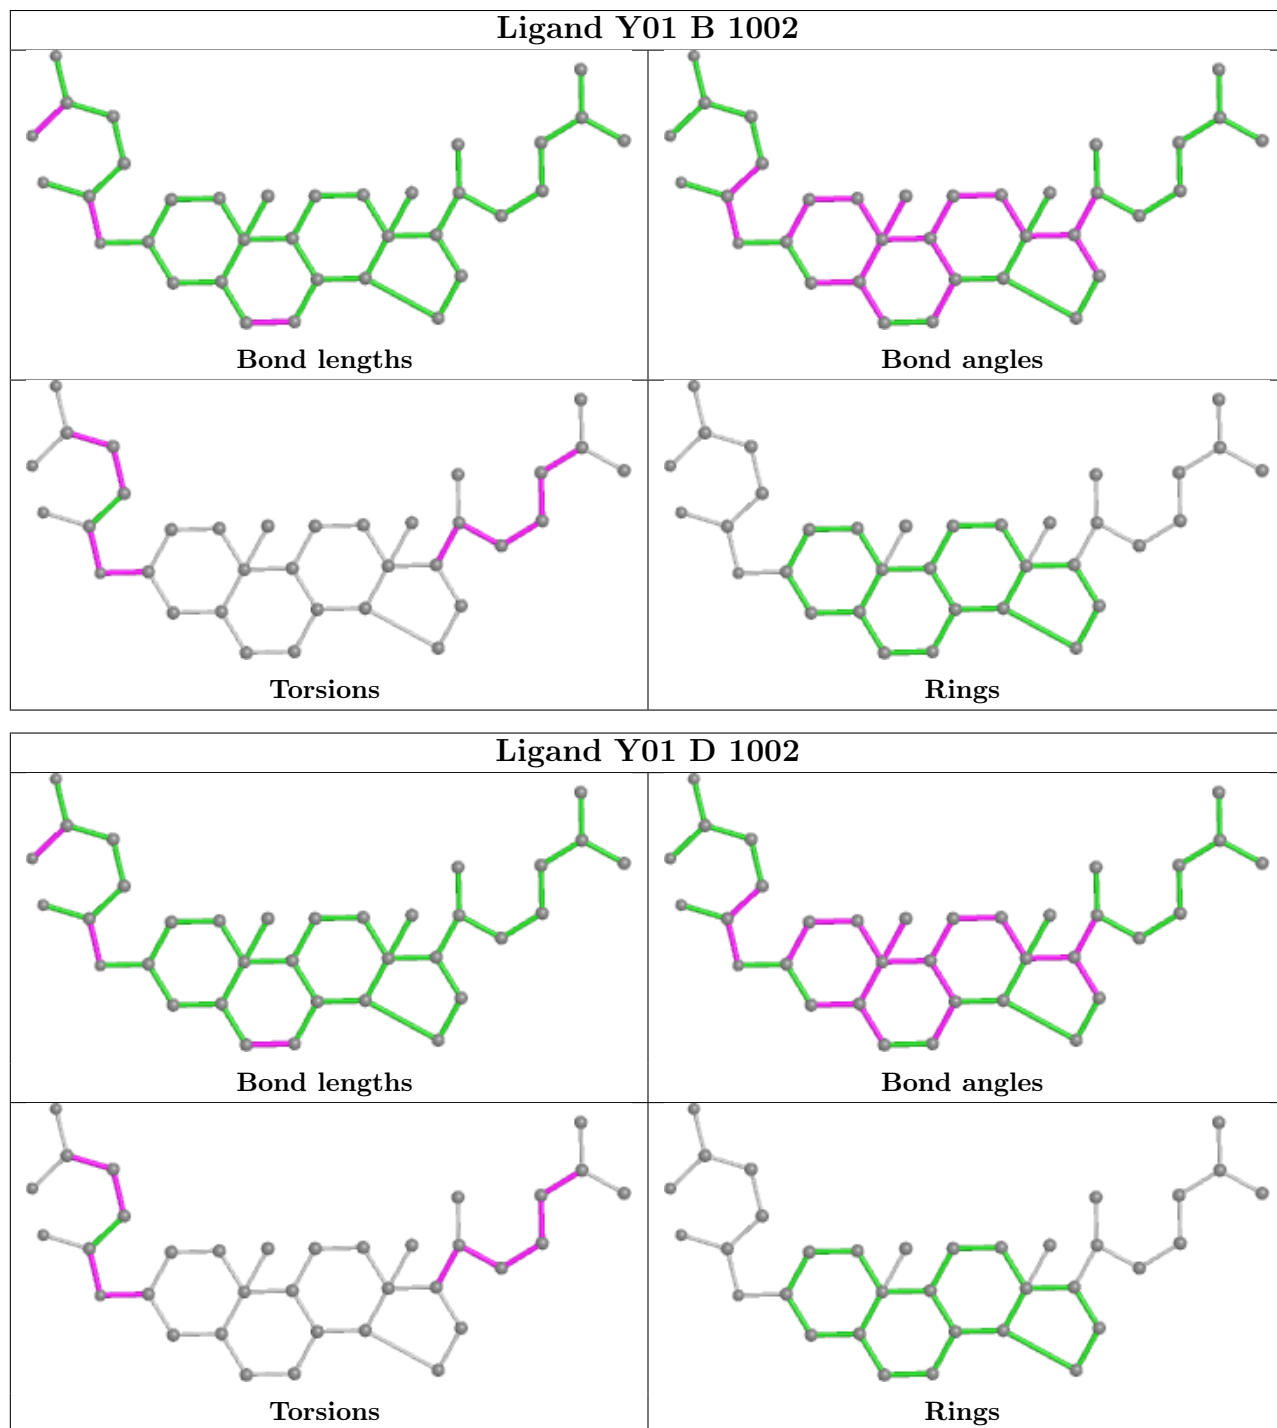 Ligand Y01 B 1002
Bond lengths
Bond angles
Torsions
Rings
Ligand Y01 D 1002
Bond lengths
Bond angles
Torsions
Rings